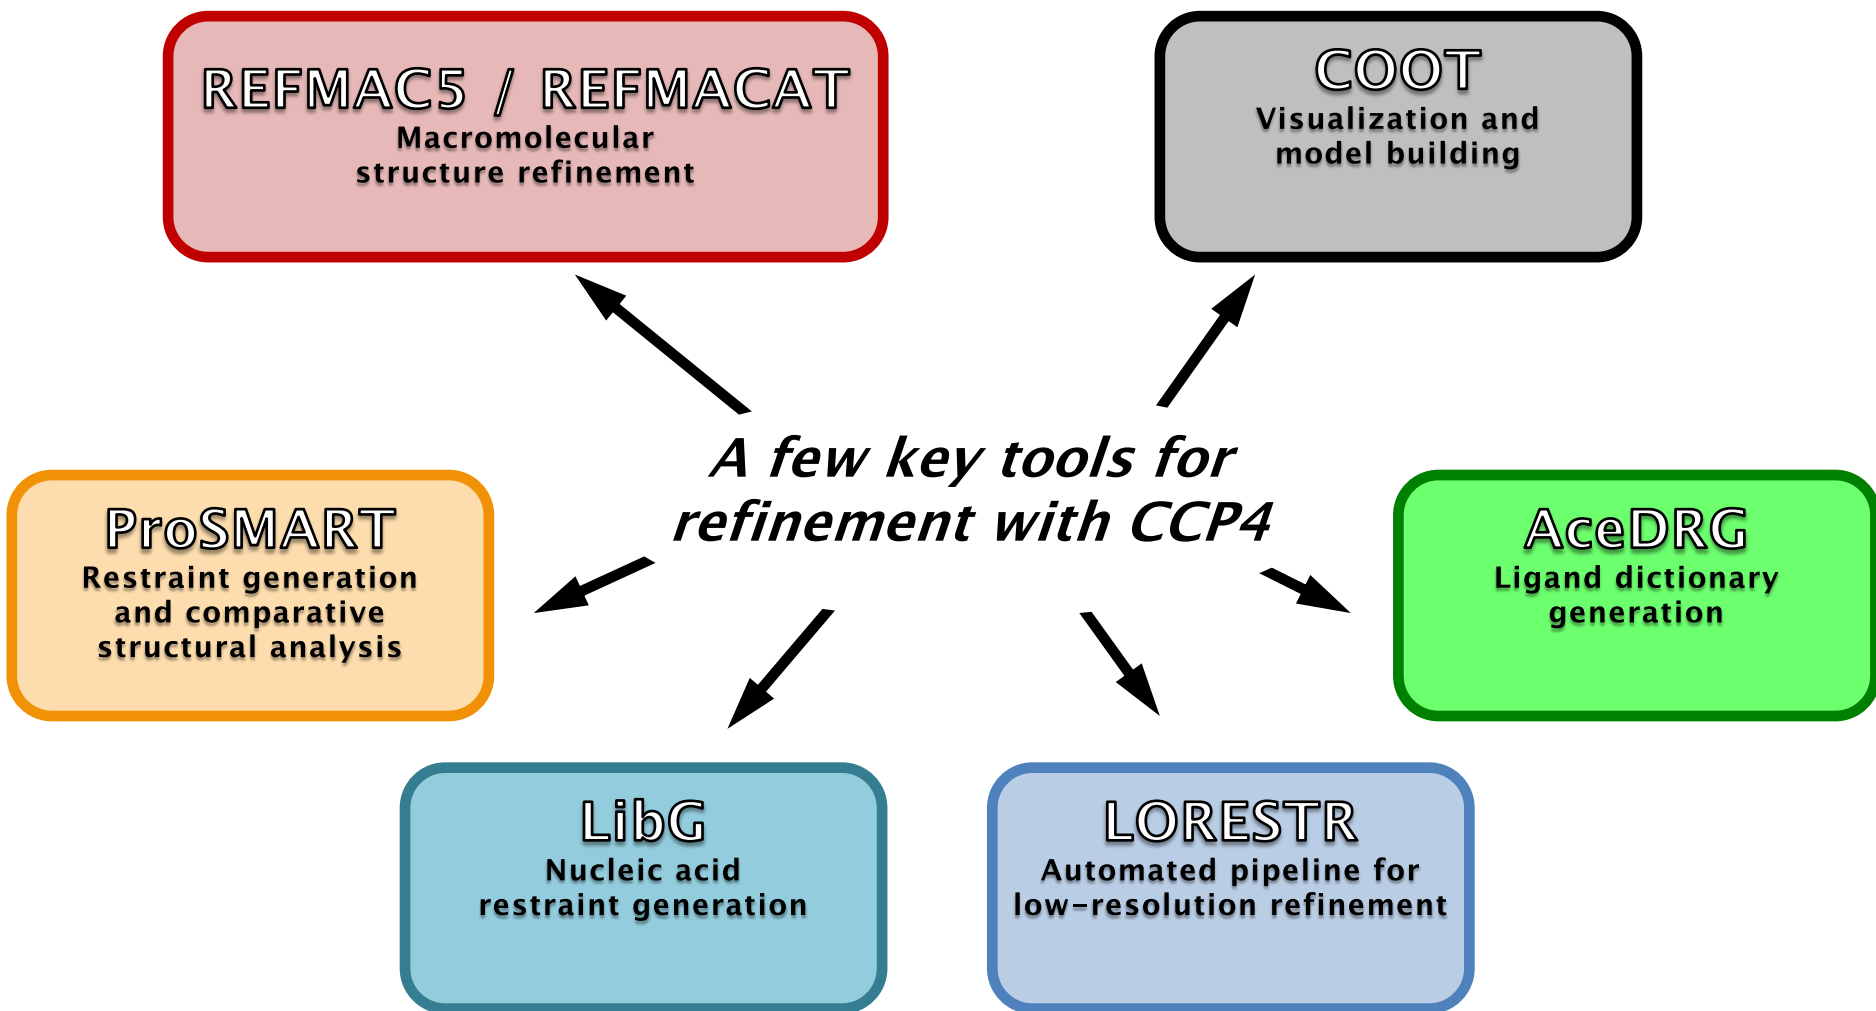 REFMAC5 / REFMACAT
Macromolecular
structure refinement
COOT
Visualization and
model building
A few key tools for
refinement with CCP4
ProSMART
Restraint generation
and comparative
structural analysis
AceDRG
Ligand dictionary
generation
LibG
Nucleic acid
restraint generation
LORESTR
Automated pipeline for
low-resolution refinement